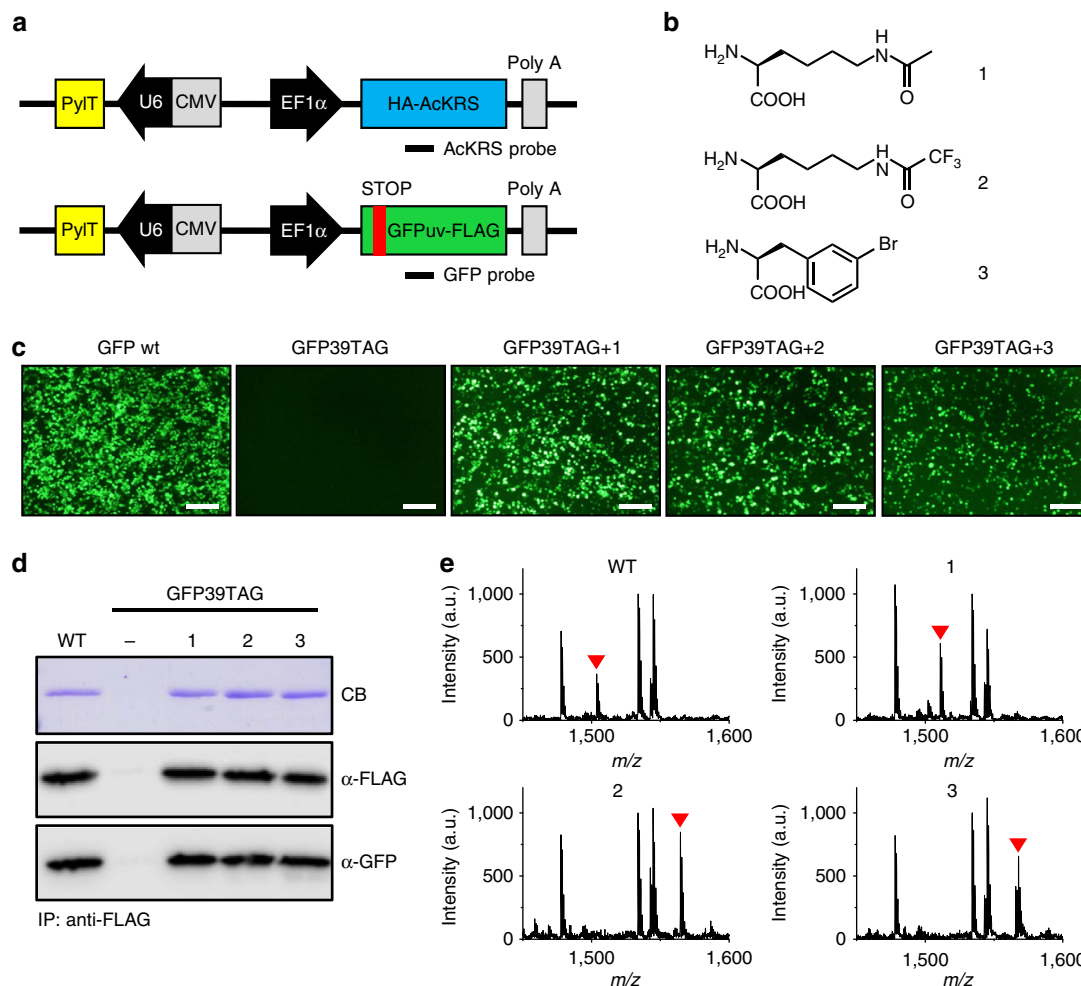 a
PylT
U6
CMV
EF1α
HA-AcKRS
Poly A
AcKRS probe
STOP
PylT
U6
CMV
EF1α
GFPuv-FLAG
Poly A
GFP probe
b
H2N
COOH
H
N
O
1
H2N
COOH
H
N
O
CF3
2
H2N
COOH
Br
3
c
GFP wt
GFP39TAG
GFP39TAG+1
GFP39TAG+2
GFP39TAG+3
d
GFP39TAG
WT – 1 2 3
CB
α-FLAG
α-GFP
IP: anti-FLAG
e
WT
Intensity (a.u.)
1,000
500
0
1,500 1,600
m/z
1
Intensity (a.u.)
1,000
500
0
1,500 1,600
m/z
2
Intensity (a.u.)
1,000
500
0
1,500 1,600
m/z
3
Intensity (a.u.)
1,000
500
0
1,500 1,600
m/z